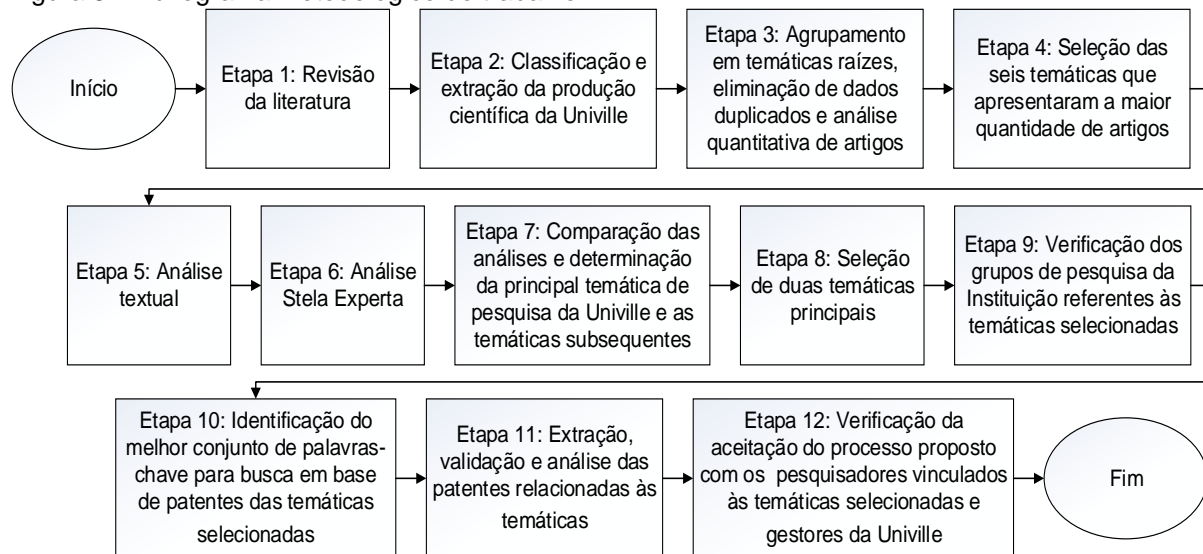 Início
Etapa 1: Revisão
da literatura
Etapa 2: Classificação e
extração da produção
científica da Univille
Etapa 3: Agrupamento
em temáticas raízes,
eliminação de dados
duplicados e análise
quantitativa de artigos
Etapa 4: Seleção das
seis temáticas que
apresentaram a maior
quantidade de artigos
Etapa 5: Análise
textual
Etapa 6: Análise
Stela Experta
Etapa 7: Comparação das
análises e determinação
da principal temática de
pesquisa da Univille e as
temáticas subsequentes
Etapa 8: Seleção
de duas temáticas
principais
Etapa 9: Verificação dos
grupos de pesquisa da
Instituição referentes às
temáticas selecionadas
Etapa 10: Identificação do
melhor conjunto de palavras-
chave para busca em base
de patentes das temáticas
selecionadas
Etapa 11: Extração,
validação e análise das
patentes relacionadas às
temáticas
Etapa 12: Verificação da
aceitação do processo proposto
com os pesquisadores vinculados
às temáticas selecionadas e
gestores da Univille
Fim